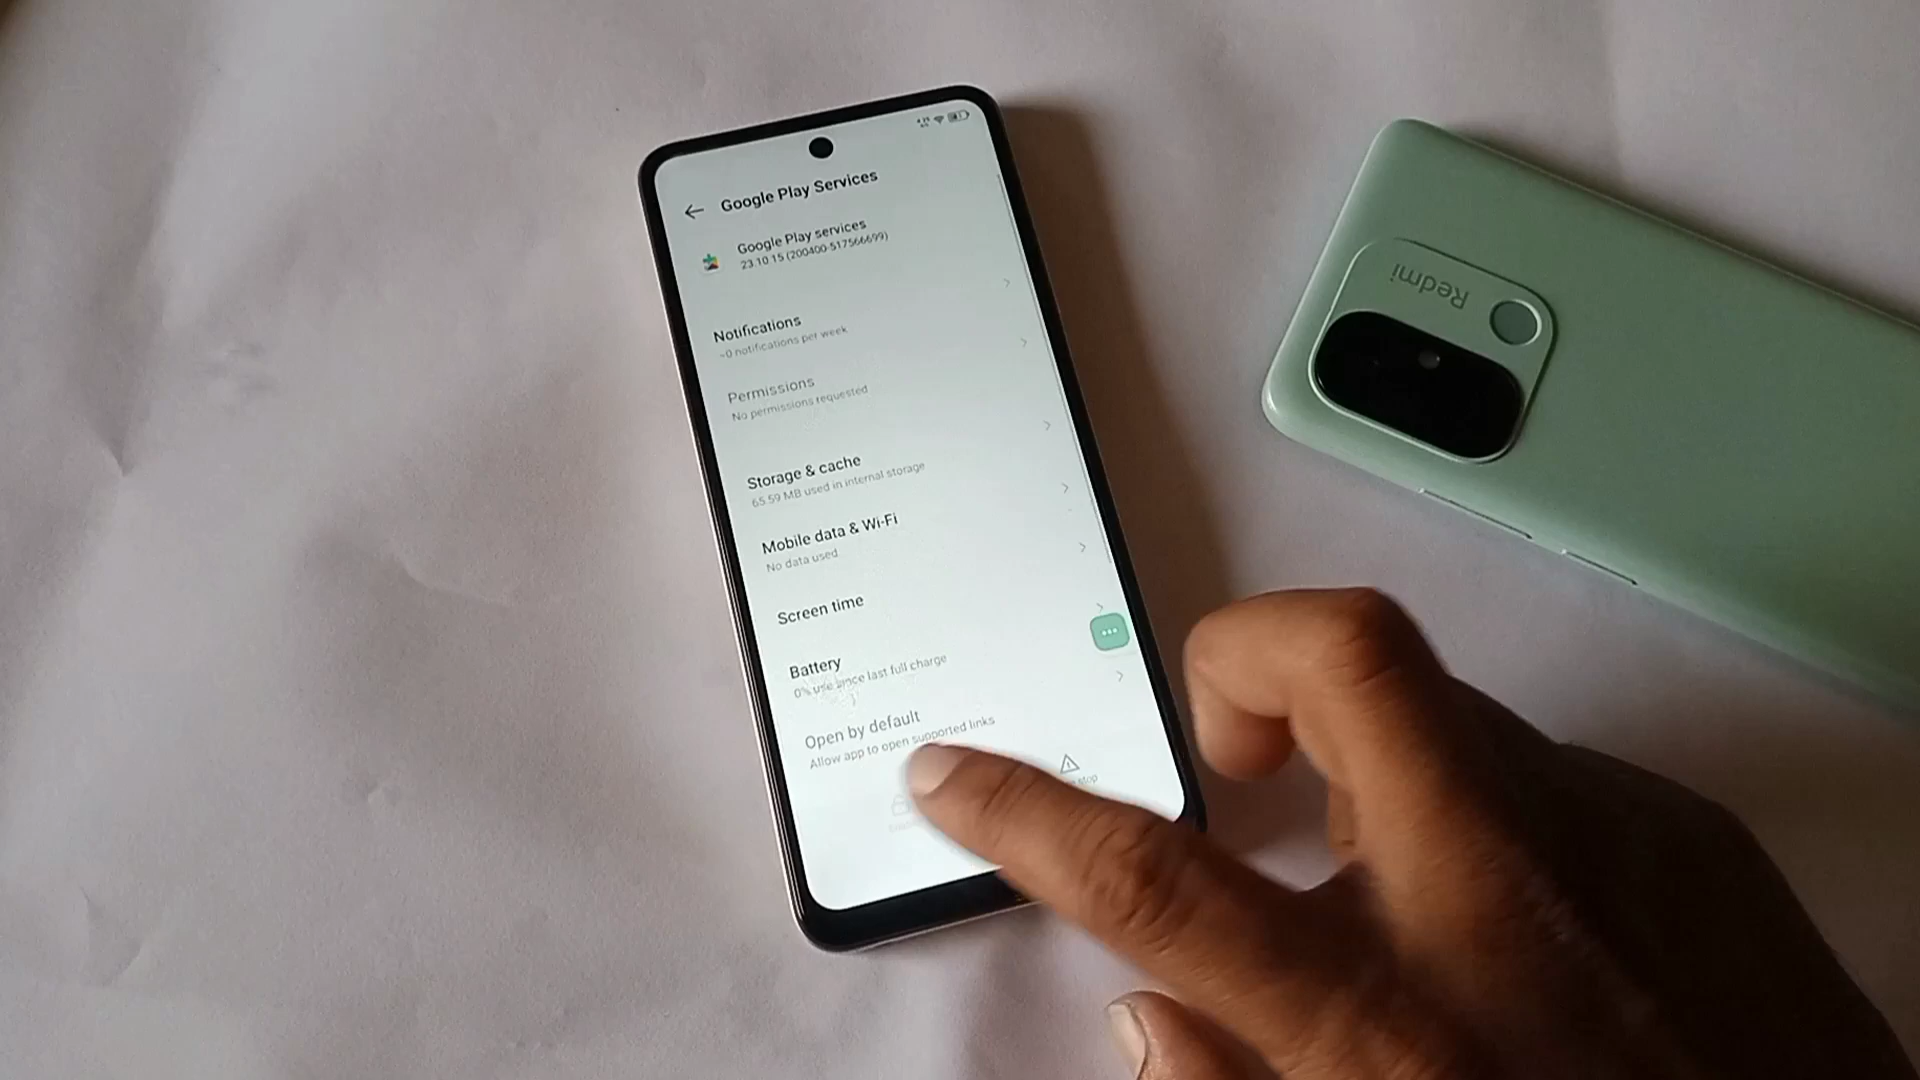 Google Play Services
Google Play services
23.10.15 (200400-517566699)
Notifications
~0 notifications per week
Permissions
No permissions requested
Storage & cache
65.59 MB used in internal storage
Mobile data & Wi-Fi
No data used
Screen time
Battery
0% use since last full charge
Open by default
Allow app to open supported links
stop
Redmi